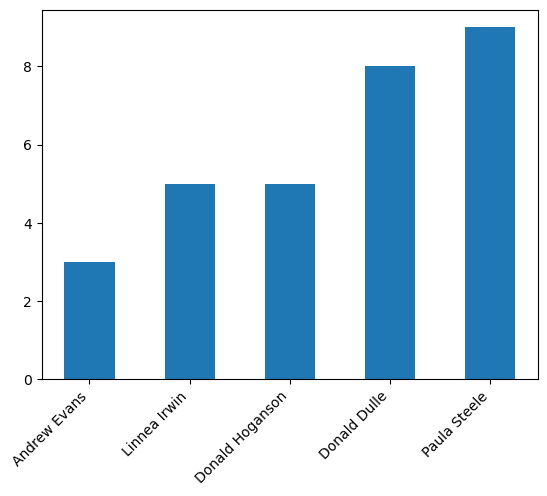 8
6
4
2
0
Andrew Evans
Linnea Irwin
Donald Hoganson
Donald Dulle
Paula Steele